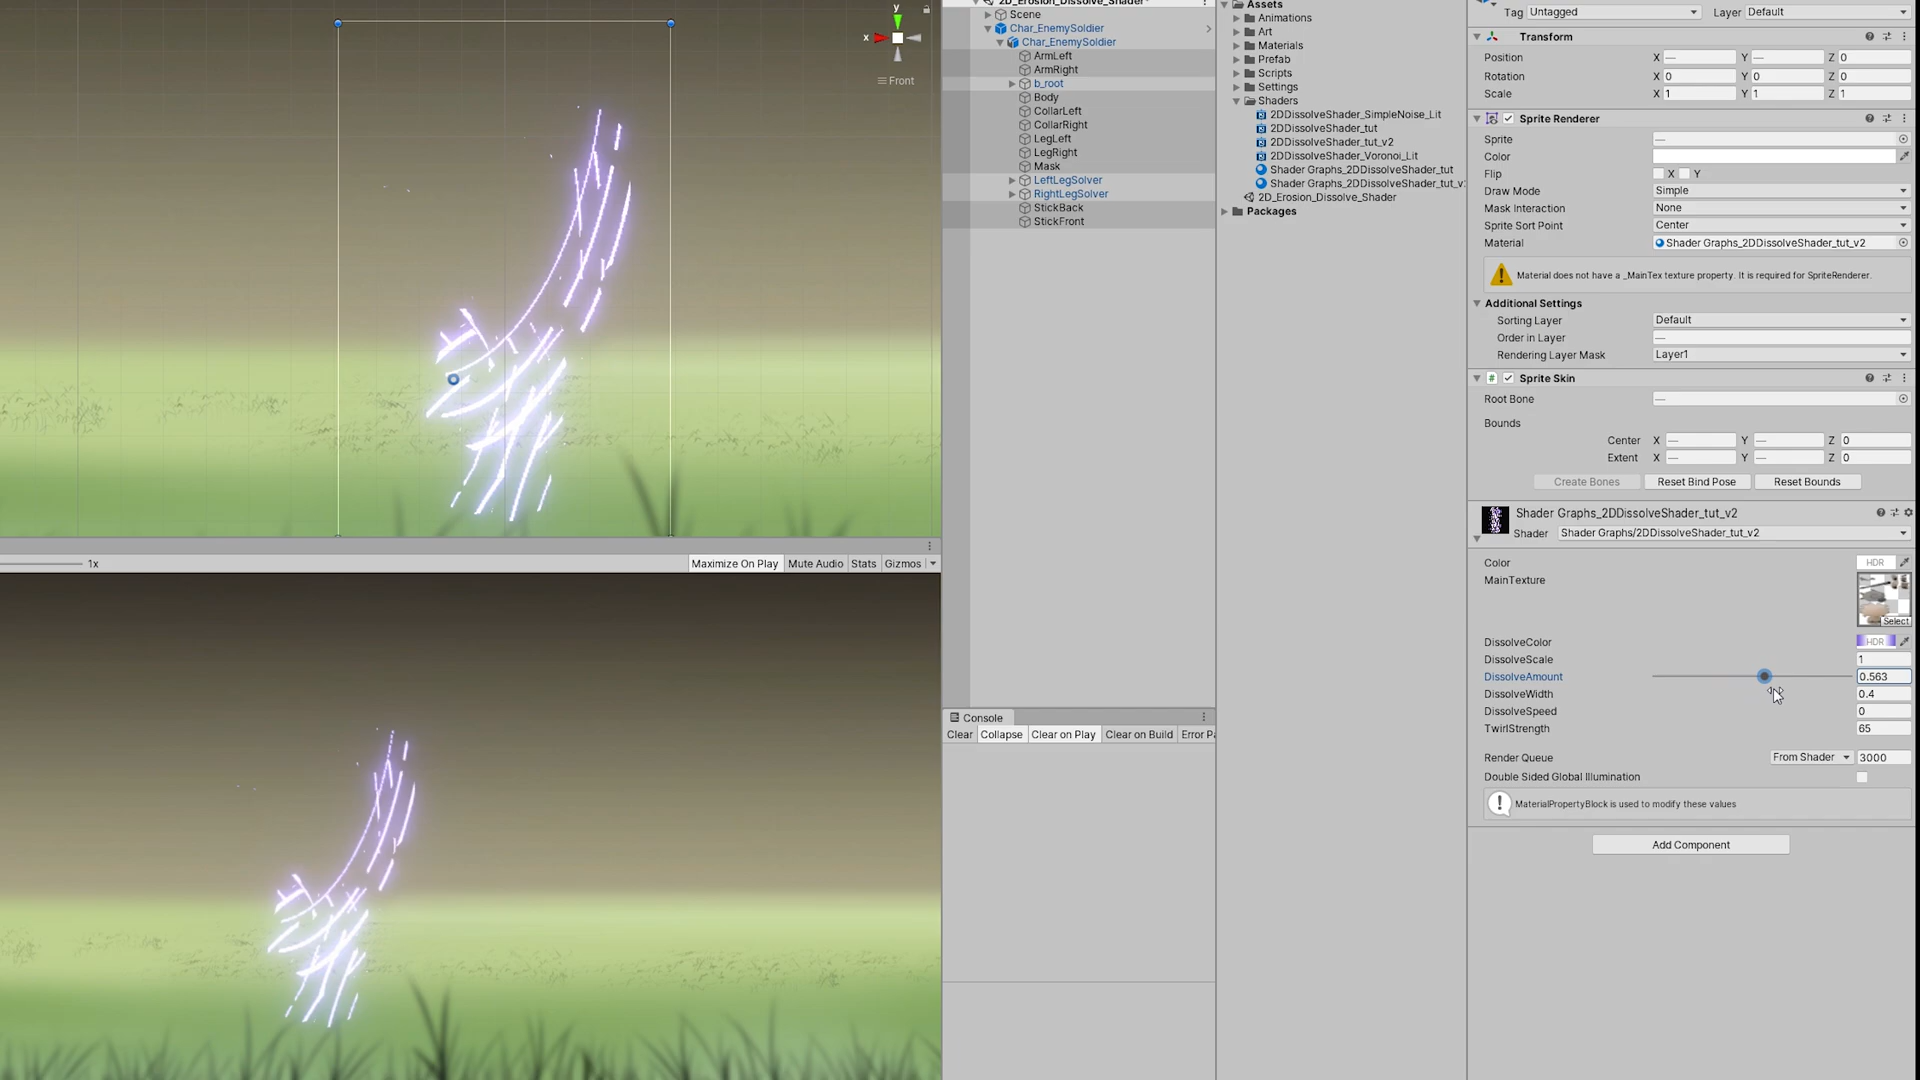 y
x
Front
1x
Maximize On Play Mute Audio Stats Gizmos
2D_Erosion_Dissolve_Shader*
Scene
Char_EnemySoldier
Char_EnemySoldier
ArmLeft
ArmRight
b_root
Body
CollarLeft
CollarRight
LegLeft
LegRight
Mask
LeftLegSolver
RightLegSolver
StickBack
StickFront
Console
Clear Collapse Clear on Play Clear on Build Error Pa
Assets
Animations
Art
Materials
Prefab
Scripts
Settings
Shaders
2DDissolveShader_SimpleNoise_Lit
2DDissolveShader_tut
2DDissolveShader_tut_v2
2DDissolveShader_Voronoi_Lit
Shader Graphs_2DDissolveShader_tut
Shader Graphs_2DDissolveShader_tut_v
2D_Erosion_Dissolve_Shader
Packages
Tag Untagged Layer Default
Transform
Position X — Y — Z 0
Rotation X 0 Y 0 Z 0
Scale X 1 Y 1 Z 1
Sprite Renderer
Sprite —
Color
Flip X Y
Draw Mode Simple
Mask Interaction None
Sprite Sort Point Center
Material Shader Graphs_2DDissolveShader_tut_v2
Material does not have a _MainTex texture property. It is required for SpriteRenderer.
Additional Settings
Sorting Layer Default
Order in Layer —
Rendering Layer Mask Layer1
# Sprite Skin
Root Bone —
Bounds
Center X — Y — Z 0
Extent X — Y — Z 0
Create Bones Reset Bind Pose Reset Bounds
Shader Graphs_2DDissolveShader_tut_v2
Shader Shader Graphs/2DDissolveShader_tut_v2
Color HDR
MainTexture
Select
DissolveColor HDR
DissolveScale 1
DissolveAmount 0.563
DissolveWidth 0.4
DissolveSpeed 0
TwirlStrength 65
Render Queue From Shader 3000
Double Sided Global Illumination
MaterialPropertyBlock is used to modify these values
Add Component